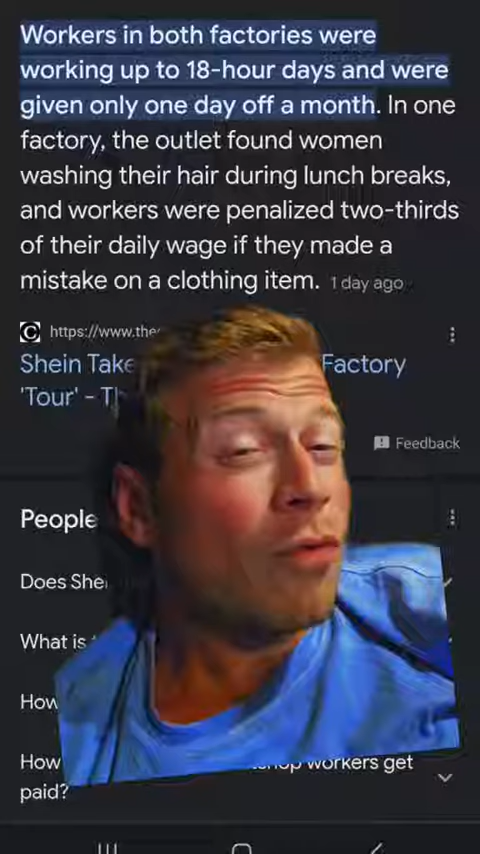 Workers in both factories were
working up to 18-hour days and were
given only one day off a month. In one
factory, the outlet found women
washing their hair during lunch breaks,
and workers were penalized two-thirds
of their daily wage if they made a
mistake on a clothing item. 1 day ago
C https://www.the
Shein Take Factory
'Tour' - Th
Feedback
People
Does Shei
What is
How
How workers get
paid?